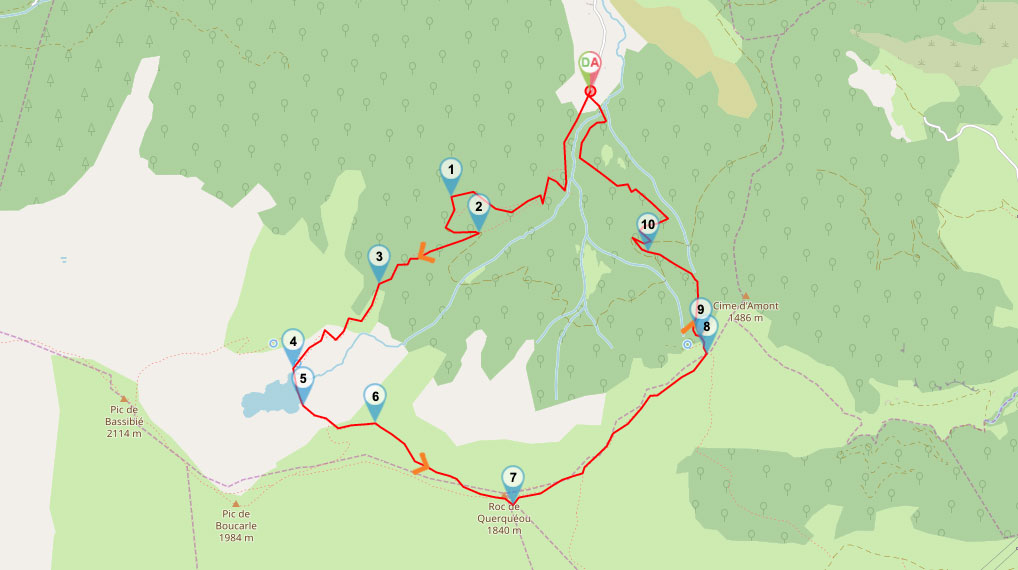 DA
1
2
10
3
9
Cime d'Amont
1486 m
8
4
5
6
Pic de
Bassibié
2114 m
7
Roc de
Querquéou
1840 m
Pic de
Boucarle
1984 m